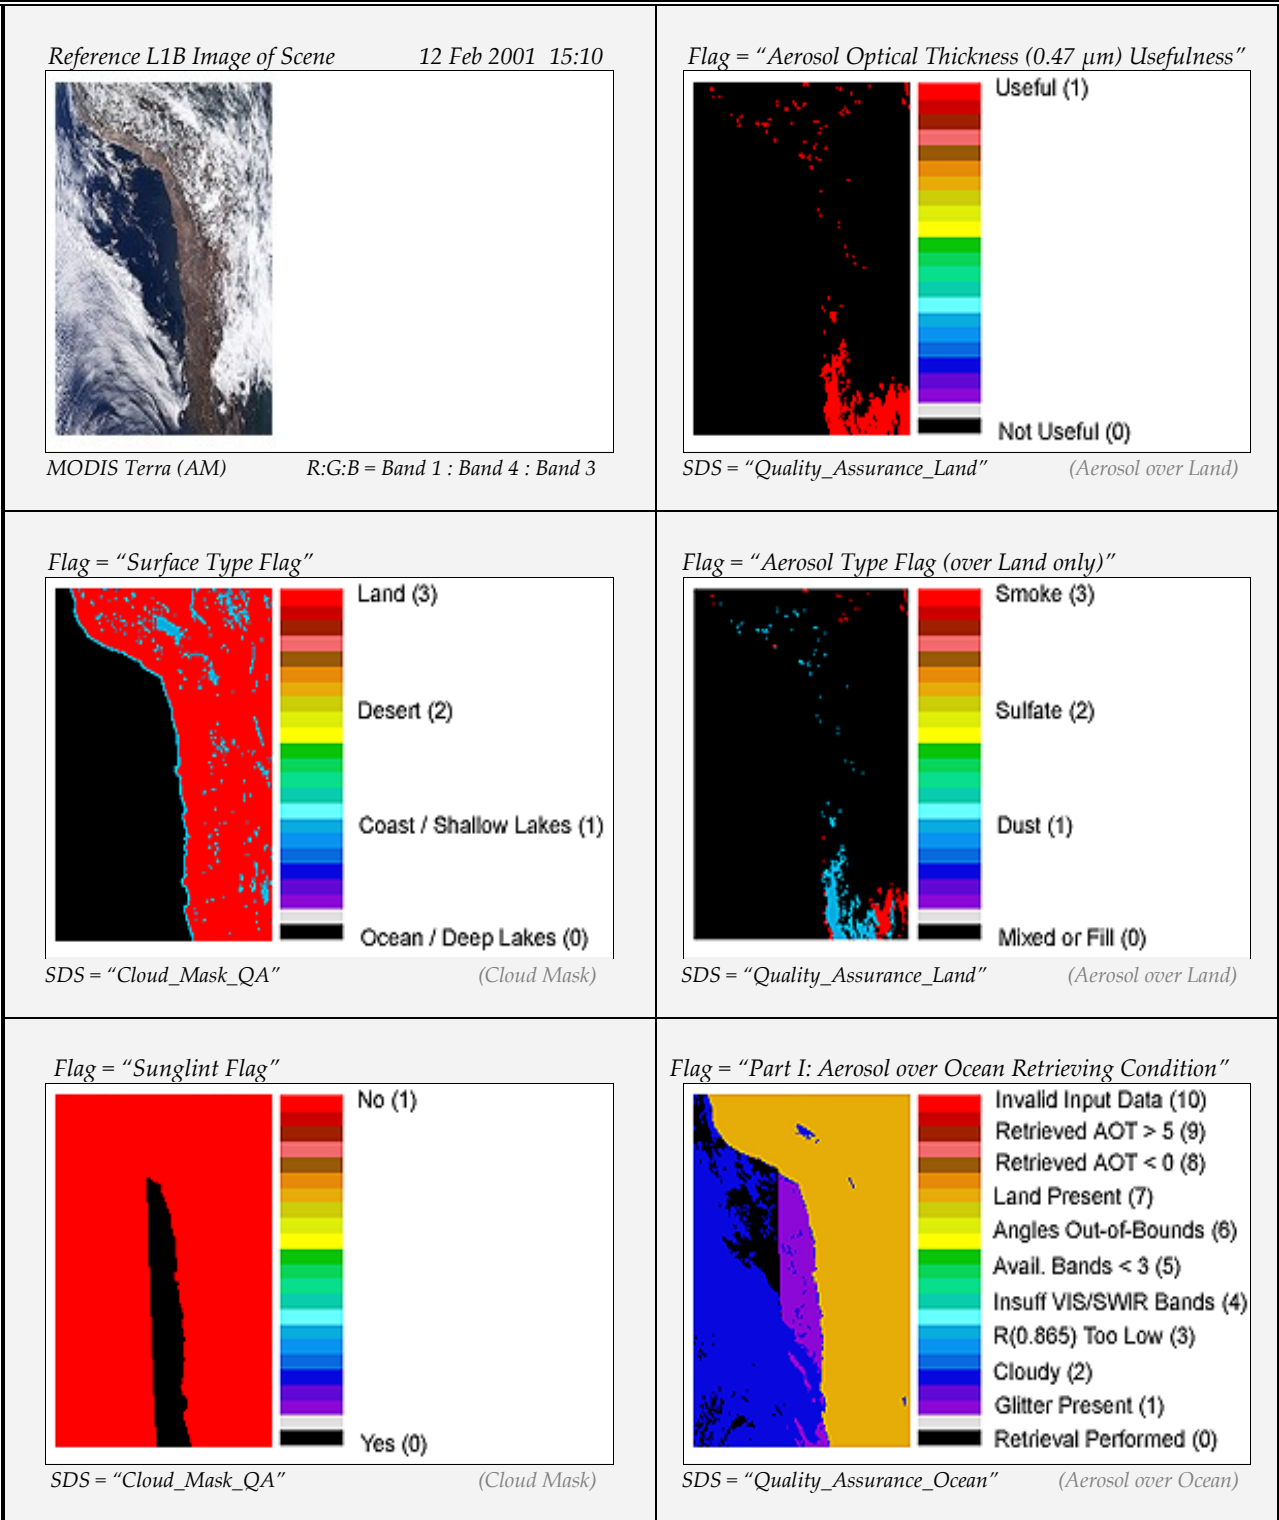 Reference L1B Image of Scene 12 Feb 2001 15:10
MODIS Terra (AM) R:G:B = Band 1 : Band 4 : Band 3
Flag = “Aerosol Optical Thickness (0.47 µm) Usefulness”
Useful (1)
Not Useful (0)
SDS = “Quality_Assurance_Land” (Aerosol over Land)
Flag = “Surface Type Flag”
Land (3)
Desert (2)
Coast / Shallow Lakes (1)
Ocean / Deep Lakes (0)
SDS = “Cloud_Mask_QA” (Cloud Mask)
Flag = “Aerosol Type Flag (over Land only)”
Smoke (3)
Sulfate (2)
Dust (1)
Mixed or Fill (0)
SDS = “Quality_Assurance_Land” (Aerosol over Land)
Flag = “Sunglint Flag”
No (1)
Yes (0)
SDS = “Cloud_Mask_QA” (Cloud Mask)
Flag = “Part I: Aerosol over Ocean Retrieving Condition”
Invalid Input Data (10)
Retrieved AOT > 5 (9)
Retrieved AOT < 0 (8)
Land Present (7)
Angles Out-of-Bounds (6)
Avail. Bands < 3 (5)
Insuff VIS/SWIR Bands (4)
R(0.865) Too Low (3)
Cloudy (2)
Glitter Present (1)
Retrieval Performed (0)
SDS = “Quality_Assurance_Ocean” (Aerosol over Ocean)